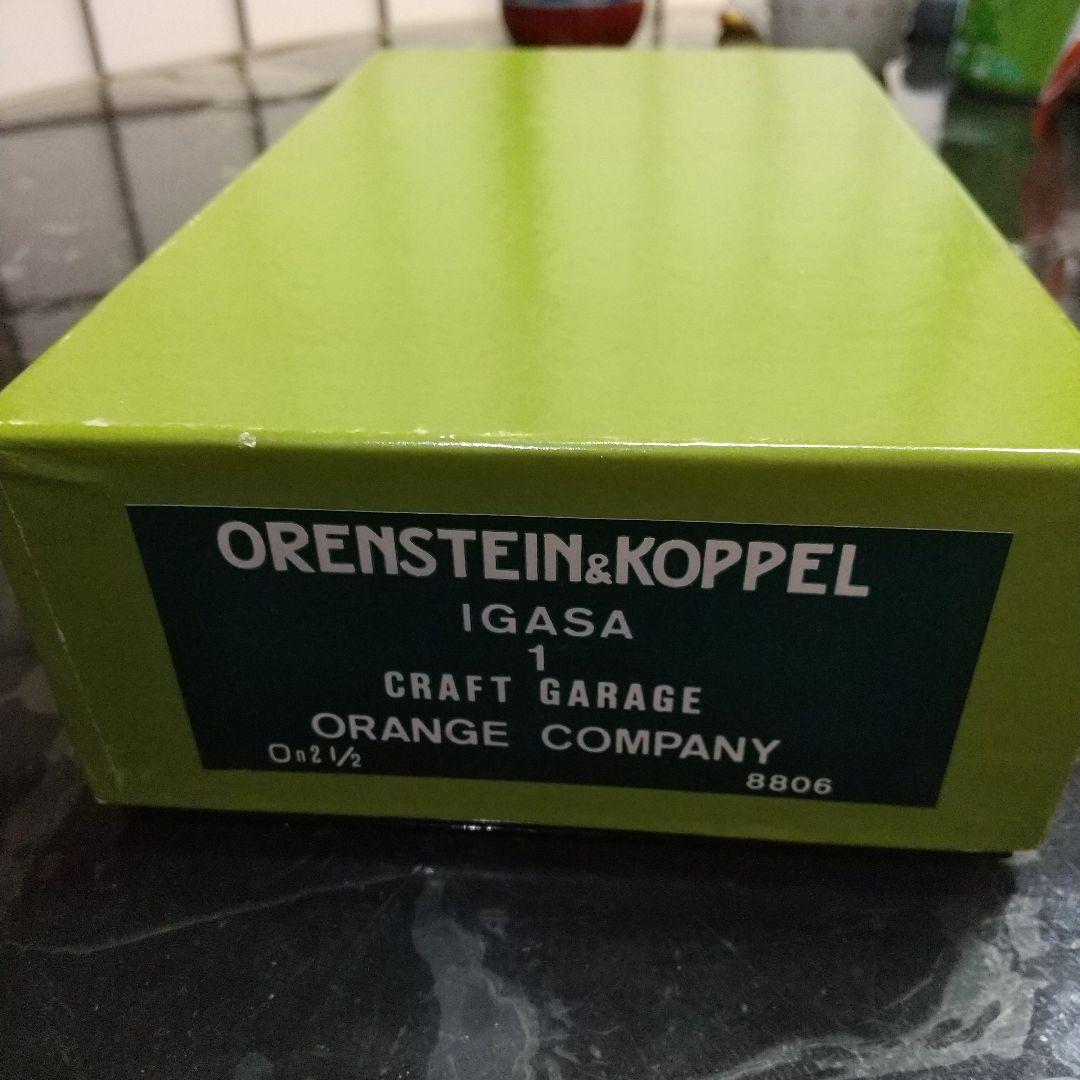 ORENSTEIN&KOPPEL
IGASA
1
CRAFT GARAGE
ORANGE COMPANY
On2 1/2
8806